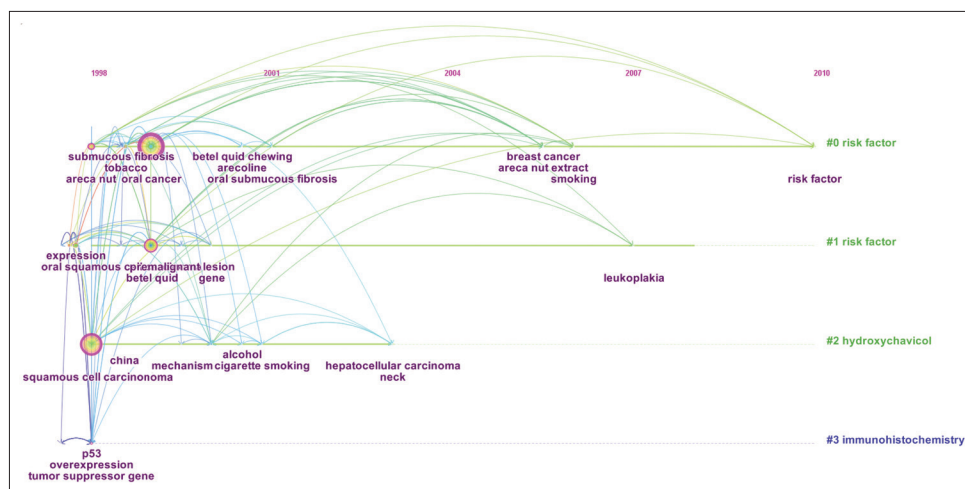 1998 2001 2004 2007 2010
#0 risk factor
submucous fibrosis betel quid chewing breast cancer
tobacco arecoline areca nut extract
areca nut oral cancer oral submucous fibrosis smoking risk factor
#1 risk factor
expression
oral squamous premalignant lesion
betel quid gene leukoplakia
#2 hydroxychavicol
china alcohol
mechanism cigarette smoking hepatocellular carcinoma
squamous cell carcinonoma neck
#3 immunohistochemistry
p53
overexpression
tumor suppressor gene